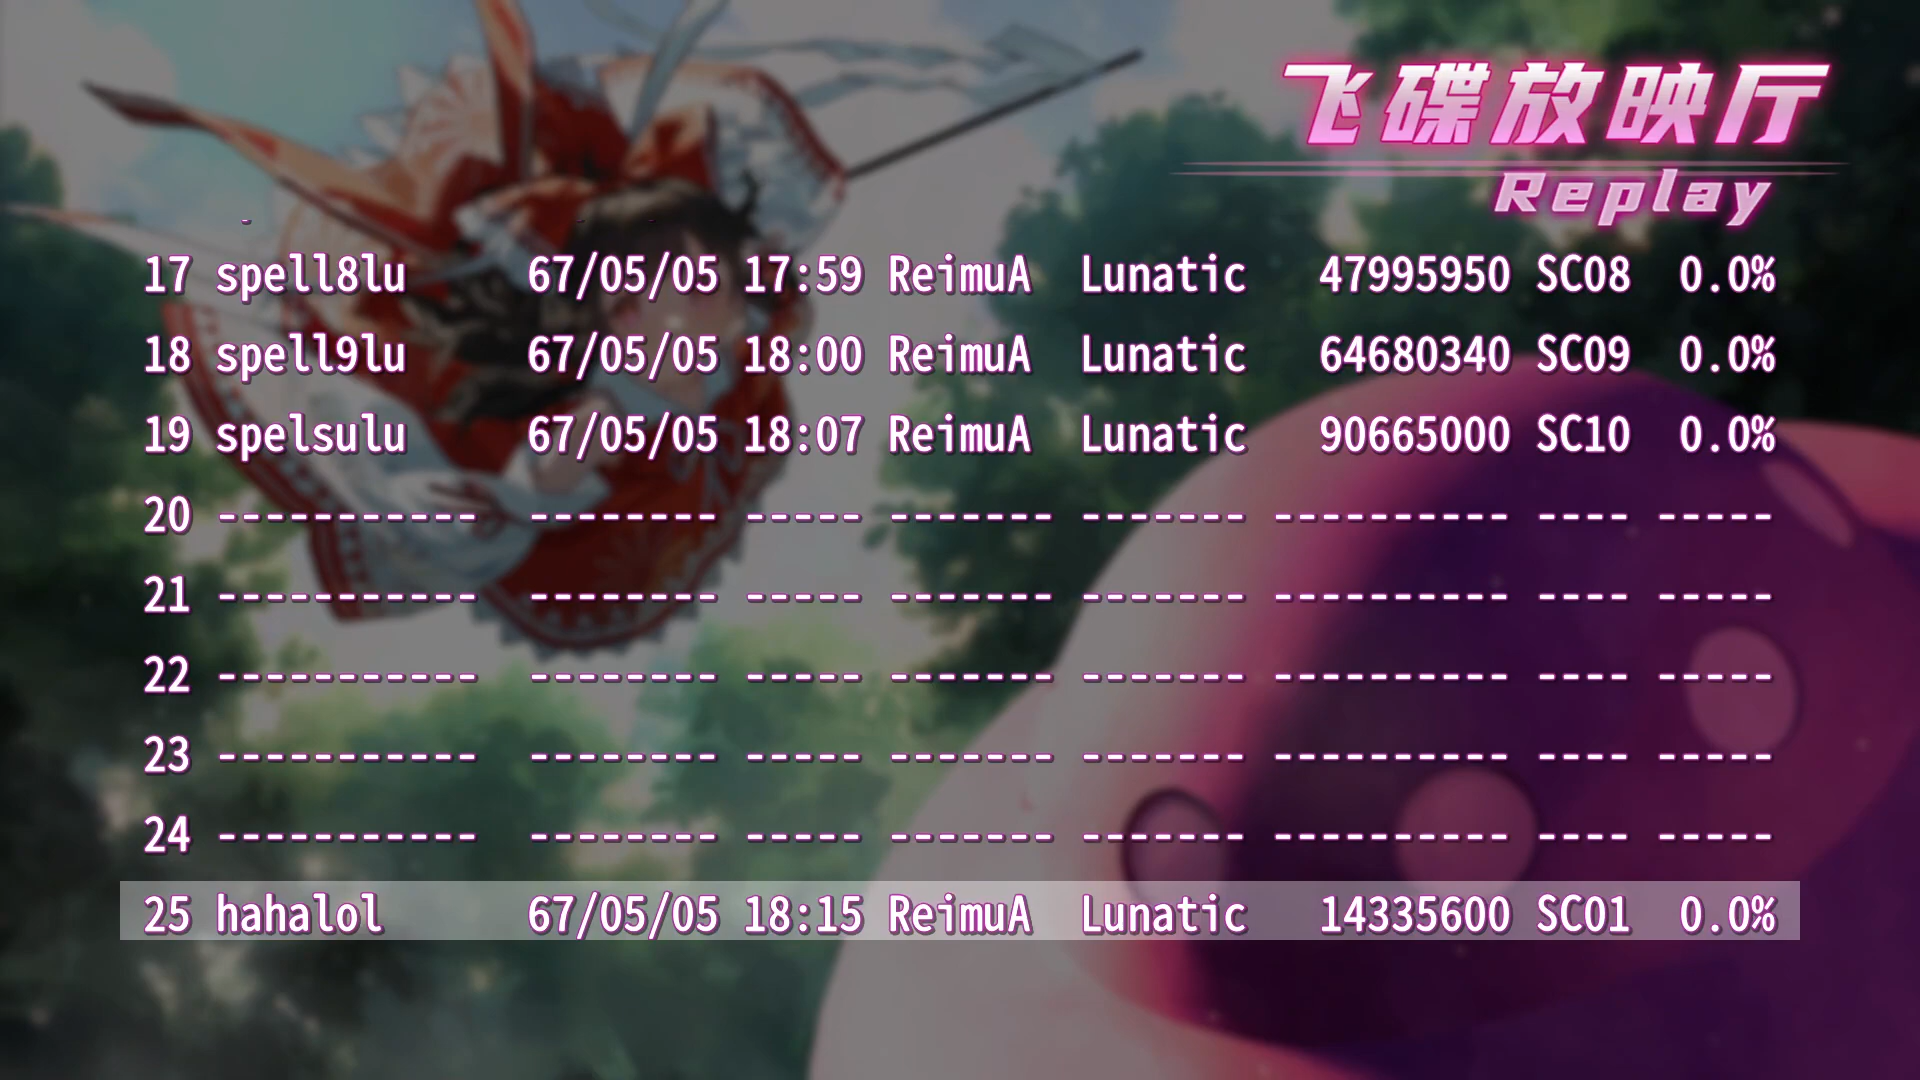 飞碟放映厅
Replay
17 spell8lu 67/05/05 17:59 ReimuA Lunatic 47995950 SC08 0.0%
18 spell9lu 67/05/05 18:00 ReimuA Lunatic 64680340 SC09 0.0%
19 spelsulu 67/05/05 18:07 ReimuA Lunatic 90665000 SC10 0.0%
20 ----------- -------- ----- ------- ------- ---------- ---- -----
21 ----------- -------- ----- ------- ------- ---------- ---- -----
22 ----------- -------- ----- ------- ------- ---------- ---- -----
23 ----------- -------- ----- ------- ------- ---------- ---- -----
24 ----------- -------- ----- ------- ------- ---------- ---- -----
25 hahalol 67/05/05 18:15 ReimuA Lunatic 14335600 SC01 0.0%